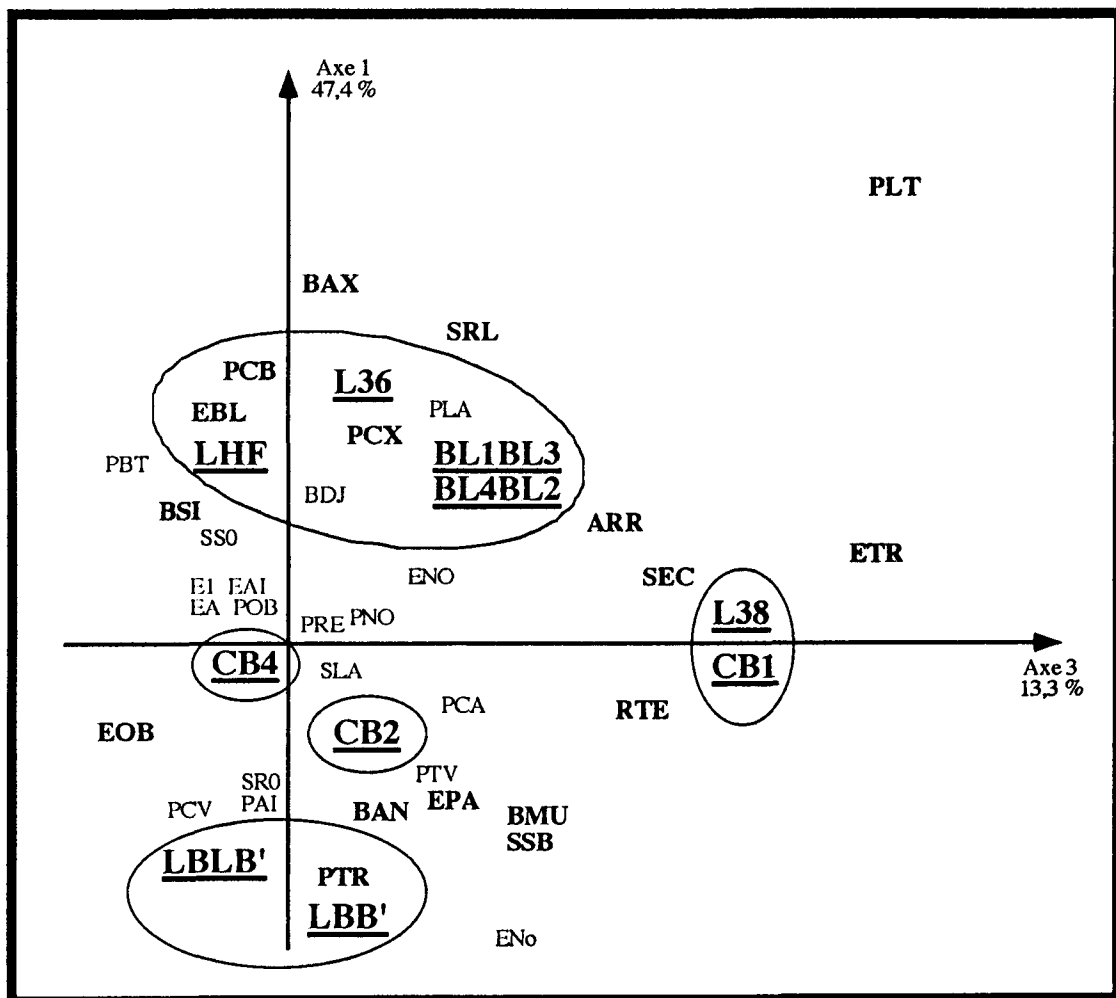 Axe 1
47,4 %
PLT
BAX
SRL
PCB
L36
EBL
PLA
PCX
LHF
BL1BL3
PBT
BL4BL2
BDJ
BSI
ARR
SS0
ETR
ENO
SEC
E1 EAI
EA POB
L38
PRE PNO
CB4
SLA
CB1
Axe 3
13,3 %
PCA
RTE
EOB
CB2
PTV
SR0
EPA
PCV
PAI
BAN
BMU
SSB
LBLB'
PTR
LBB'
ENo